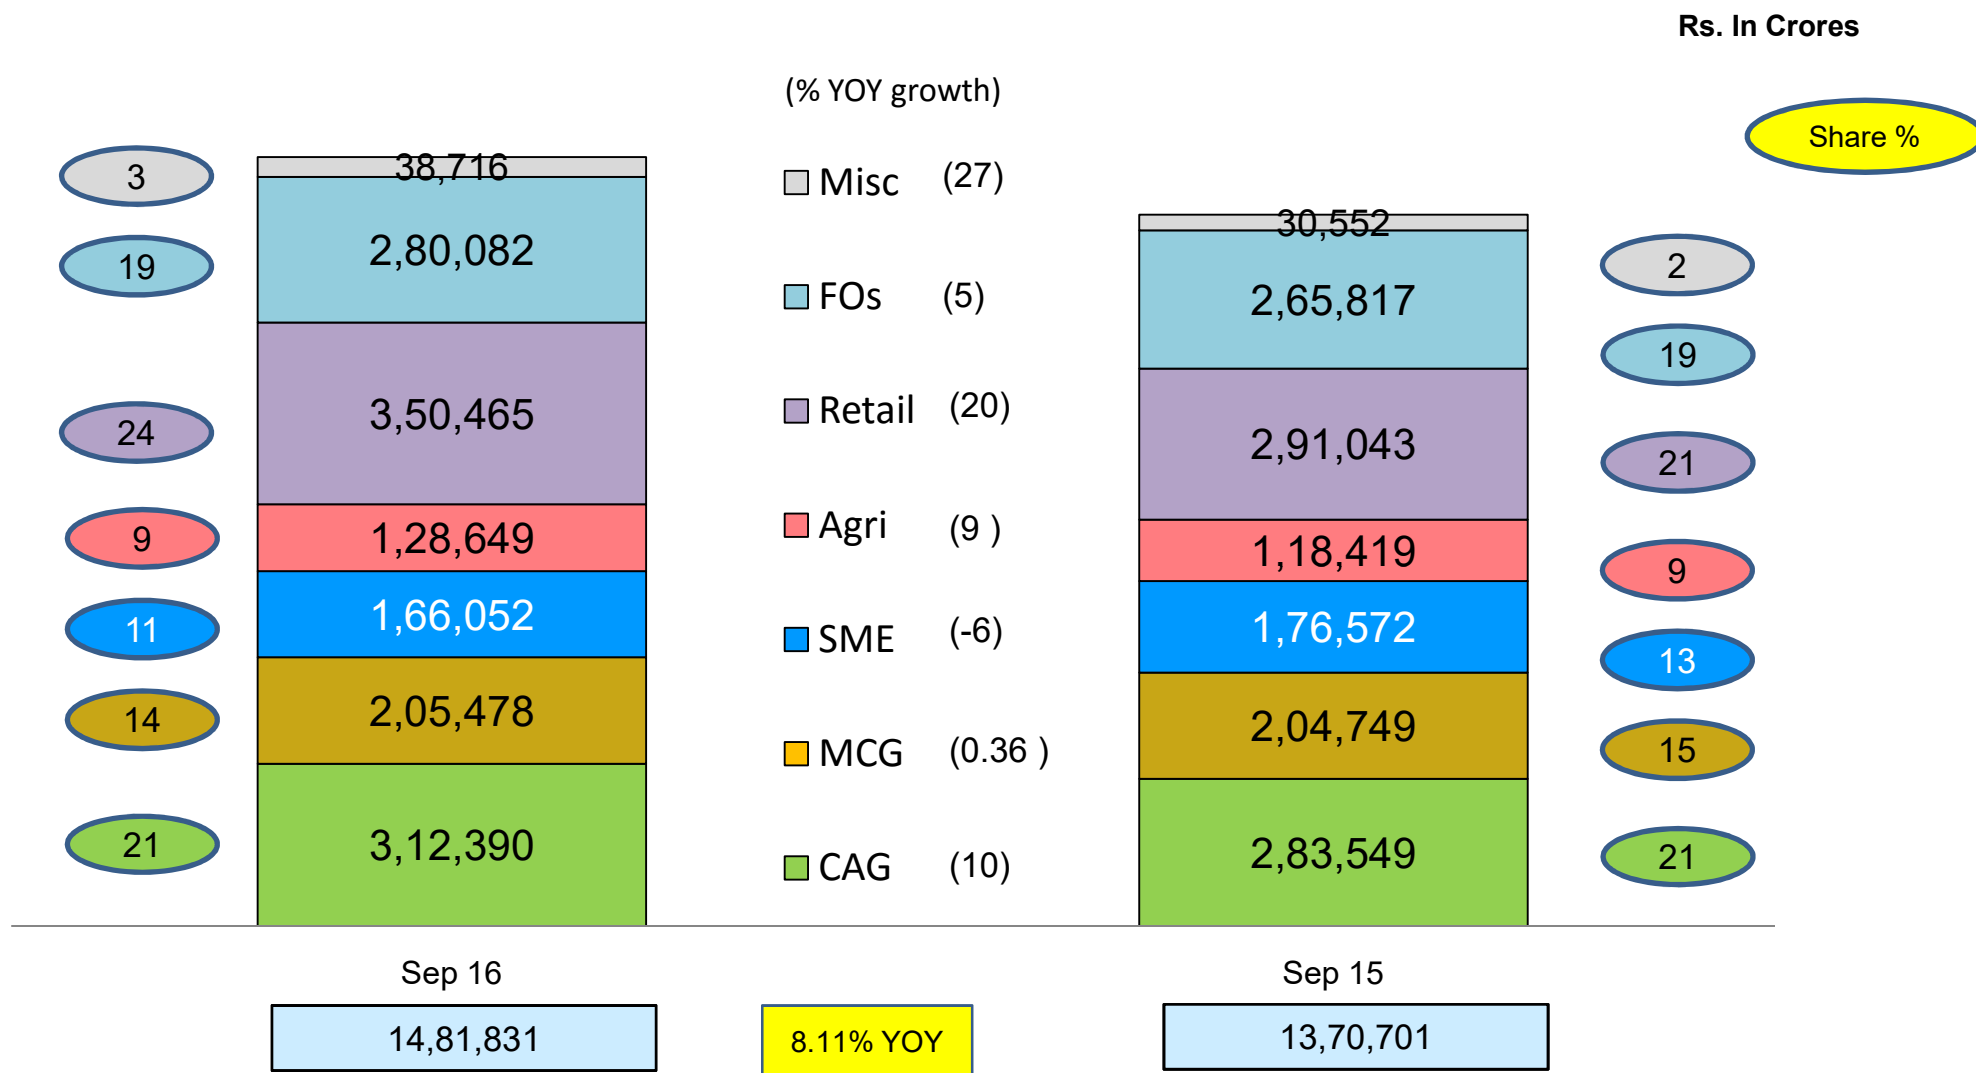 Rs. In Crores
(% YOY growth)
Share %
3
19
24
9
11
14
21
38,716
2,80,082
3,50,465
1,28,649
1,66,052
2,05,478
3,12,390
Misc (27)
FOs (5)
Retail (20)
Agri (9 )
SME (-6)
MCG (0.36 )
CAG (10)
30,552
2,65,817
2,91,043
1,18,419
1,76,572
2,04,749
2,83,549
2
19
21
9
13
15
21
Sep 16
Sep 15
14,81,831
8.11% YOY
13,70,701